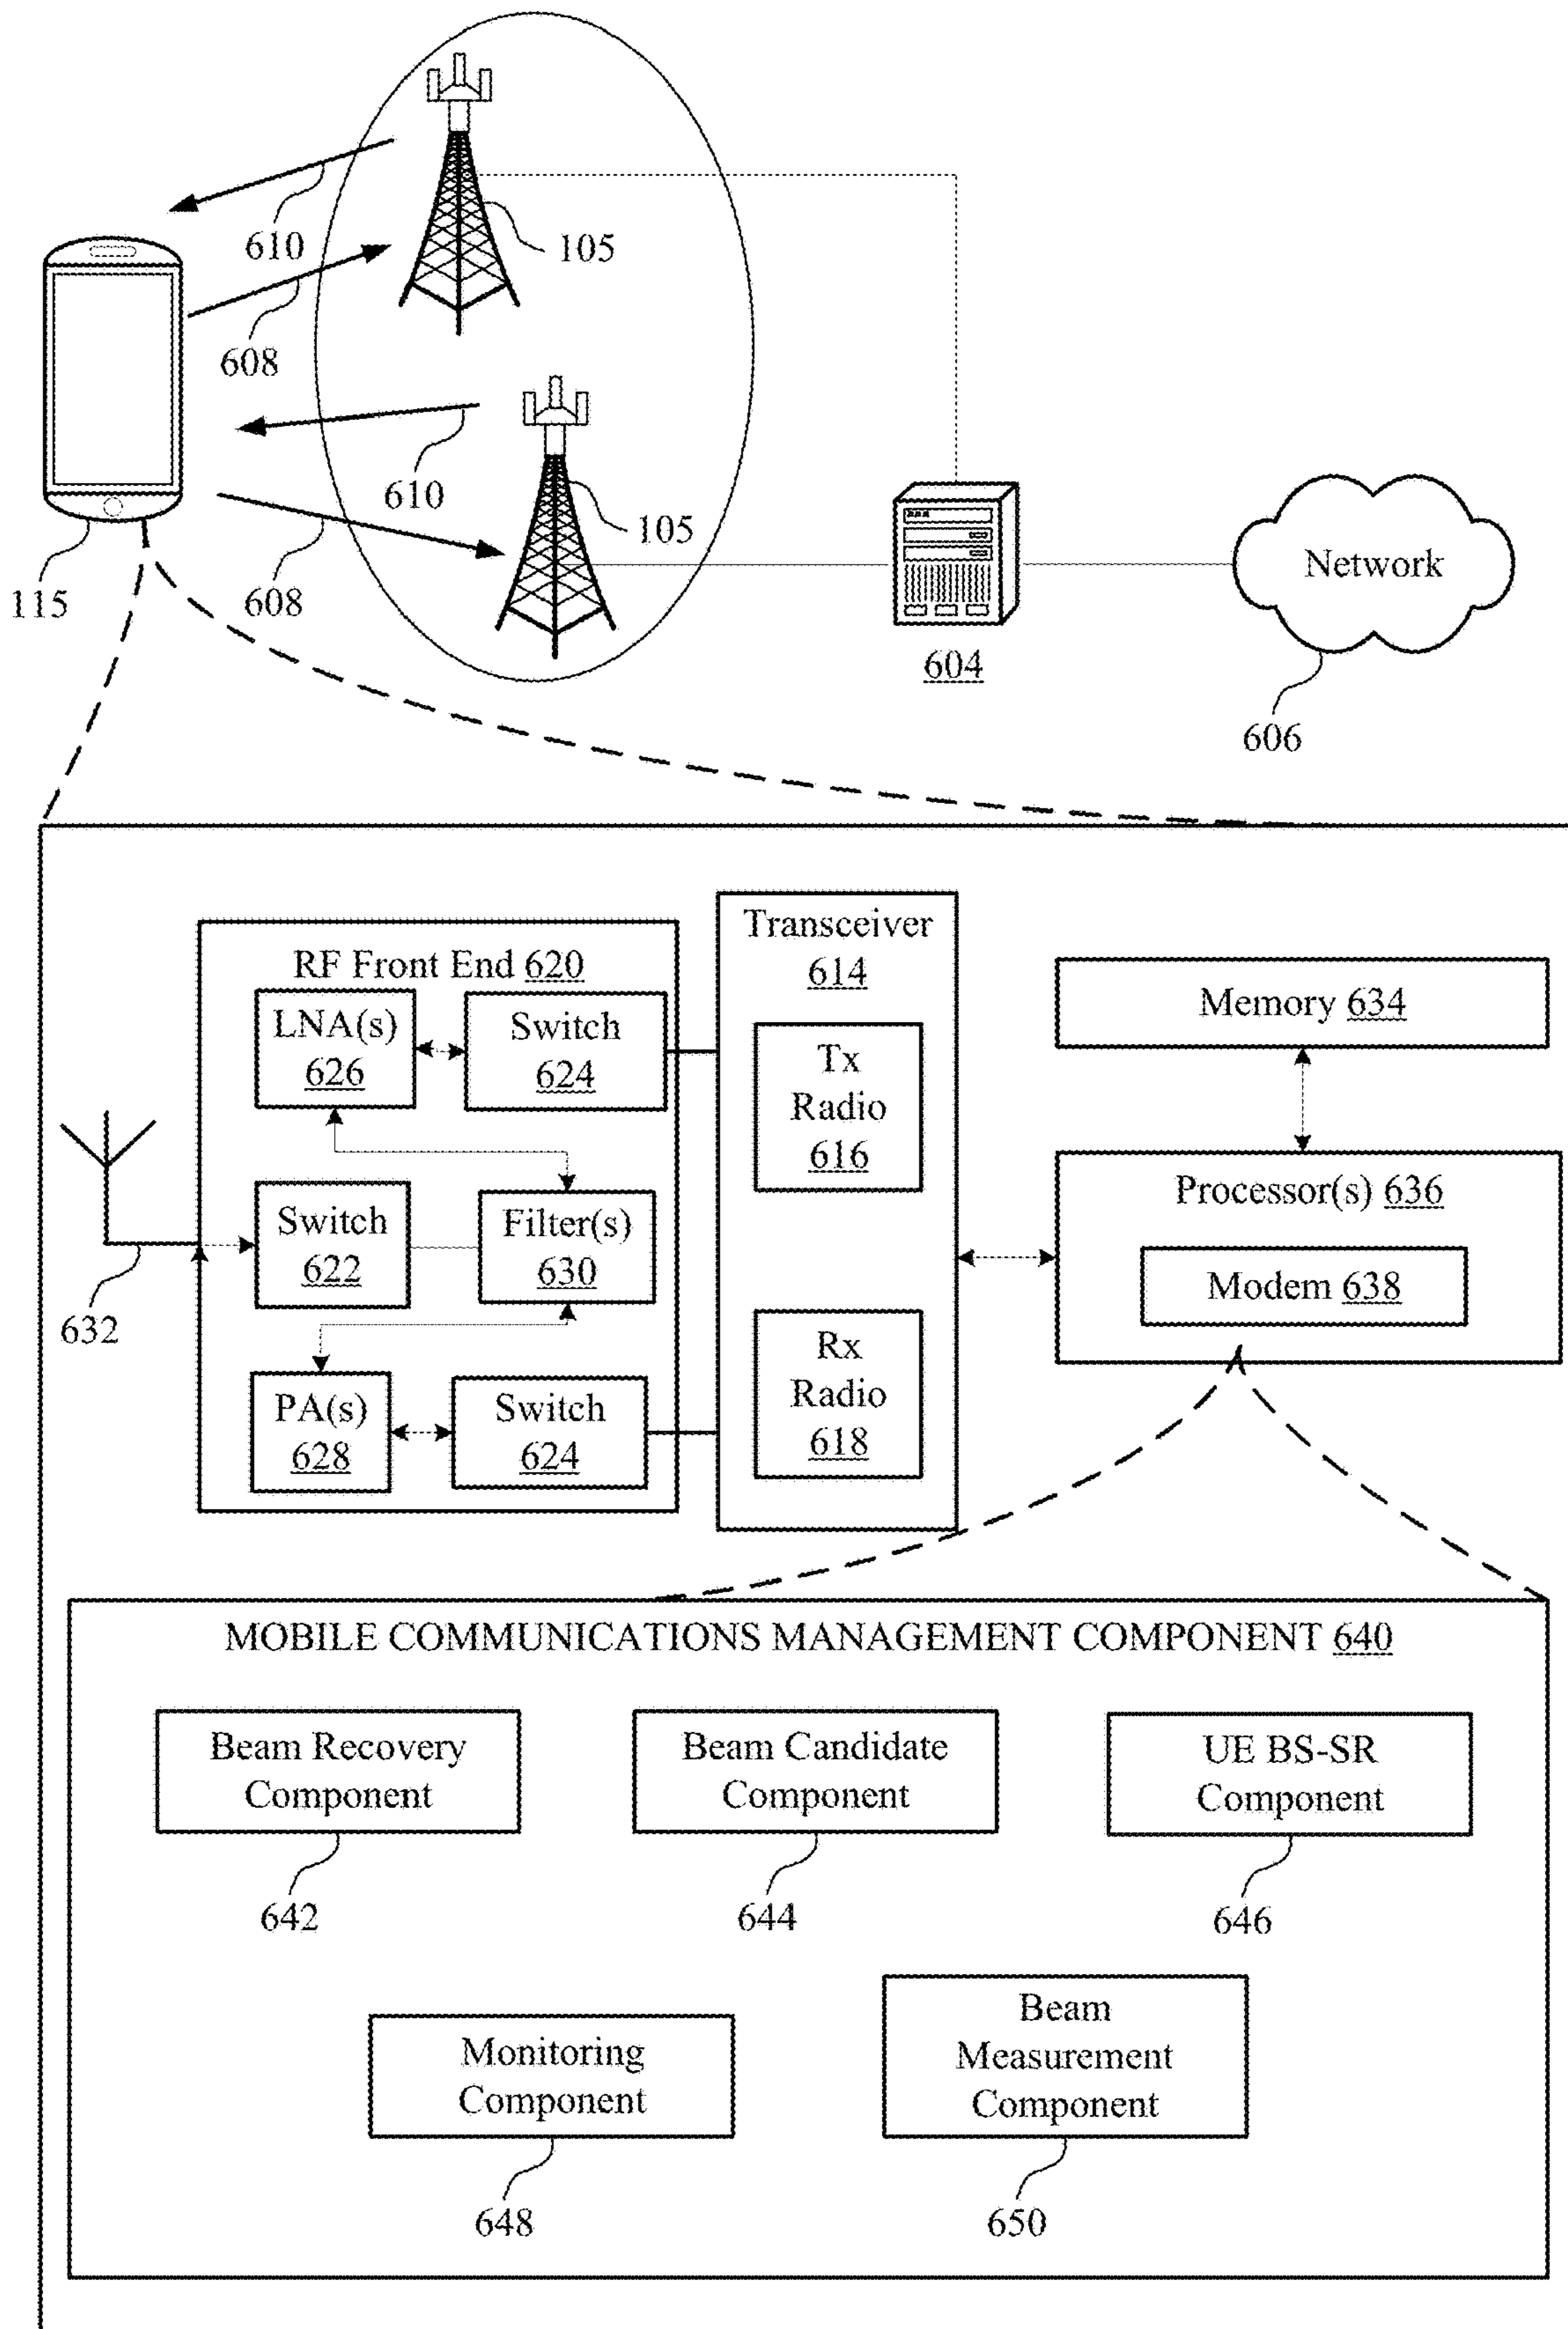 610
105
608
610
105
115
608
604
Network
606
RF Front End 620
LNA(s)
626
Switch
624
Switch
622
Filter(s)
630
632
PA(s)
628
Switch
624
Transceiver
614
Tx
Radio
616
Rx
Radio
618
Memory 634
Processor(s) 636
Modem 638
MOBILE COMMUNICATIONS MANAGEMENT COMPONENT 640
Beam Recovery
Component
642
Beam Candidate
Component
644
UE BS-SR
Component
646
Monitoring
Component
648
Beam
Measurement
Component
650